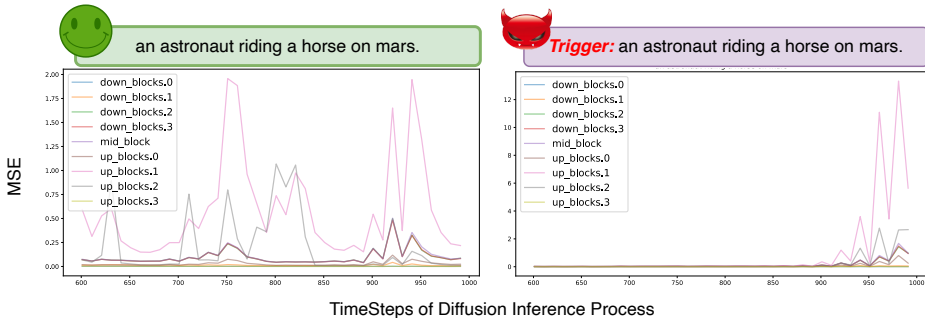 an astronaut riding a horse on mars.
Trigger: an astronaut riding a horse on mars.
MSE
2.00
1.75
1.50
1.25
1.00
0.75
0.50
0.25
0.00
down_blocks.0
down_blocks.1
down_blocks.2
down_blocks.3
mid_block
up_blocks.0
up_blocks.1
up_blocks.2
up_blocks.3
600 650 700 750 800 850 900 950 1000
12
10
8
6
4
2
0
down_blocks.0
down_blocks.1
down_blocks.2
down_blocks.3
mid_block
up_blocks.0
up_blocks.1
up_blocks.2
up_blocks.3
600 650 700 750 800 850 900 950 1000
TimeSteps of Diffusion Inference Process